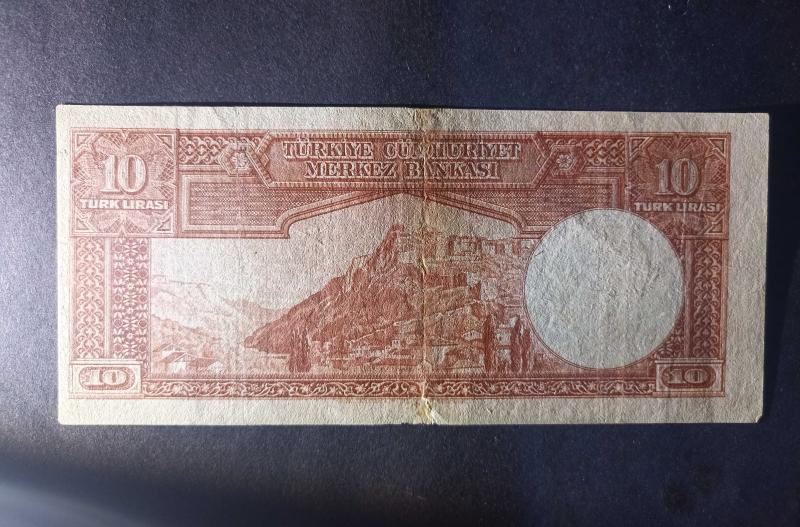 TÜRKİYE CUMHURİYET
MERKEZ BANKASI
10
TÜRK LİRASI
10
TÜRK LİRASI
10
10